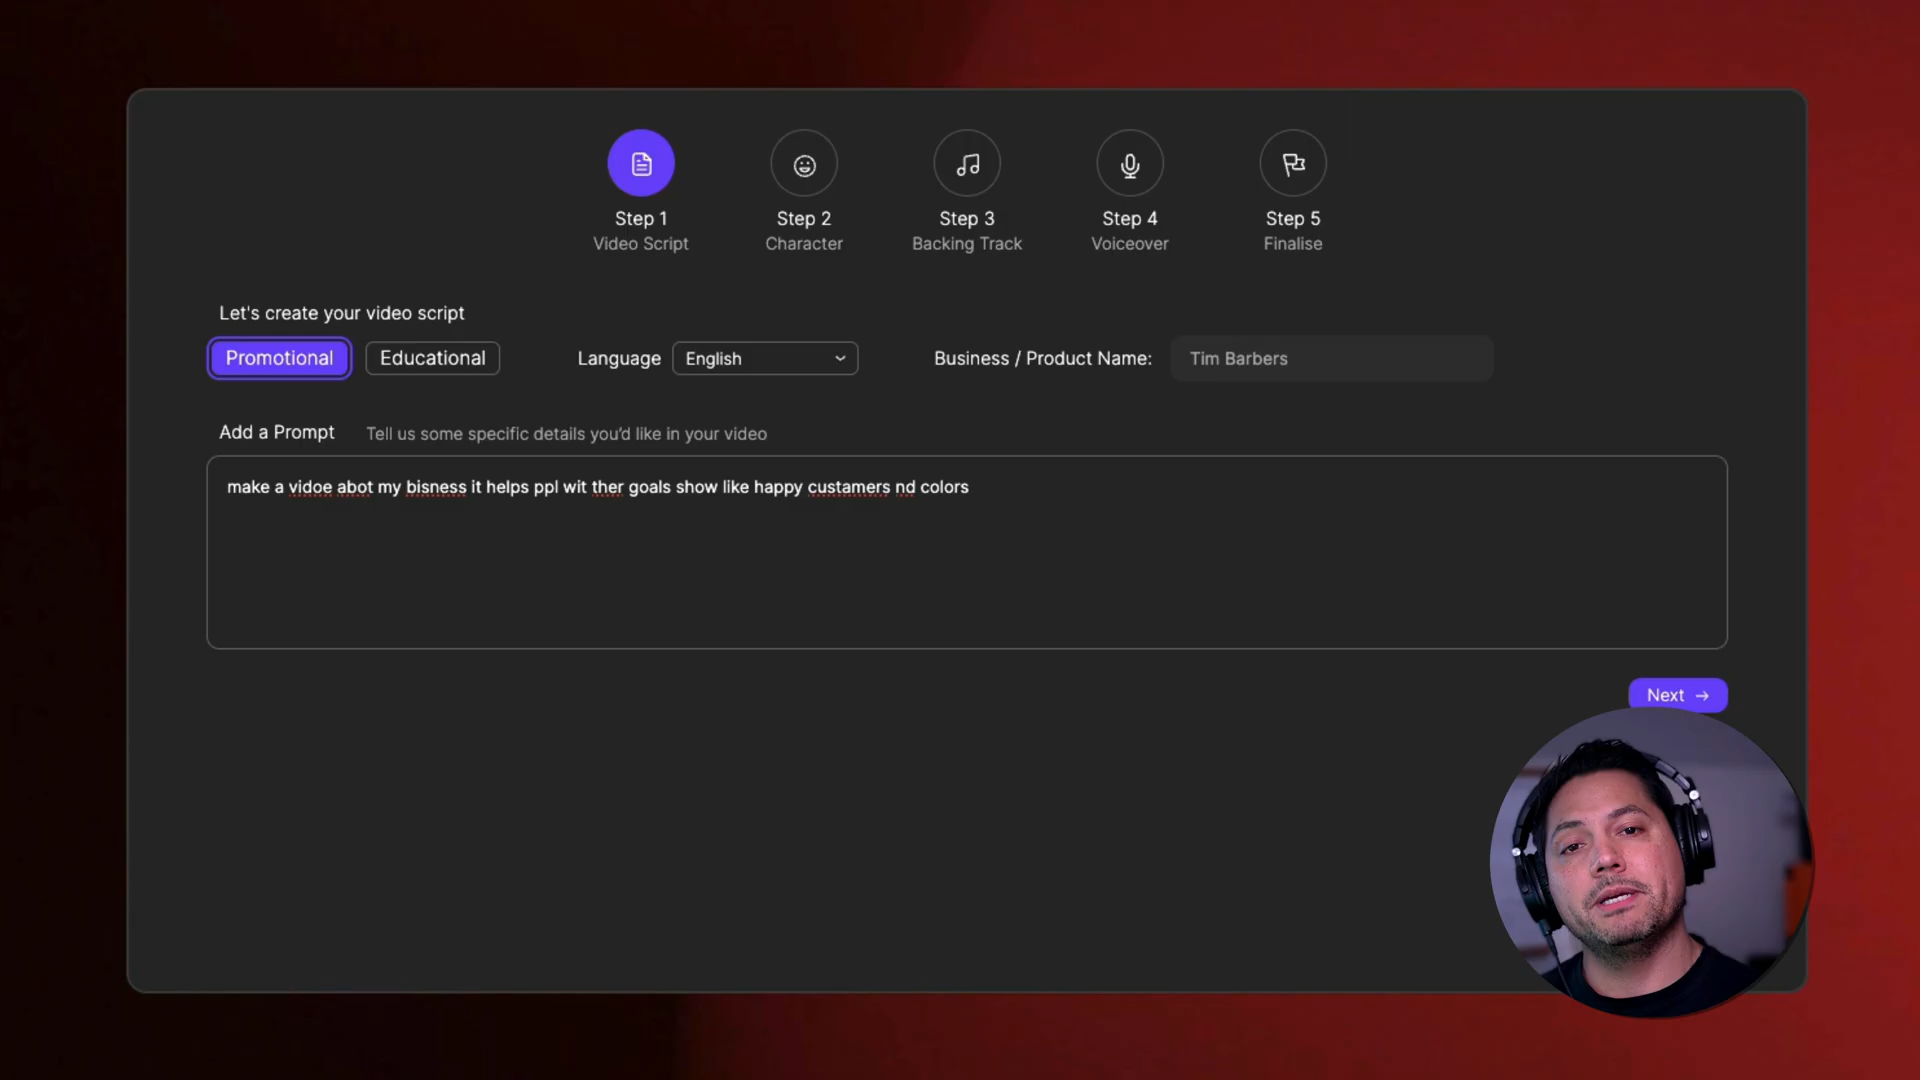 Step 1
Video Script
Step 2
Character
Step 3
Backing Track
Step 4
Voiceover
Step 5
Finalise
Let's create your video script
Promotional
Educational
Language
English
Business / Product Name:
Tim Barbers
Add a Prompt
Tell us some specific details you'd like in your video
make a vidoe abot my bisness it helps ppl wit ther goals show like happy custamers nd colors
Next →